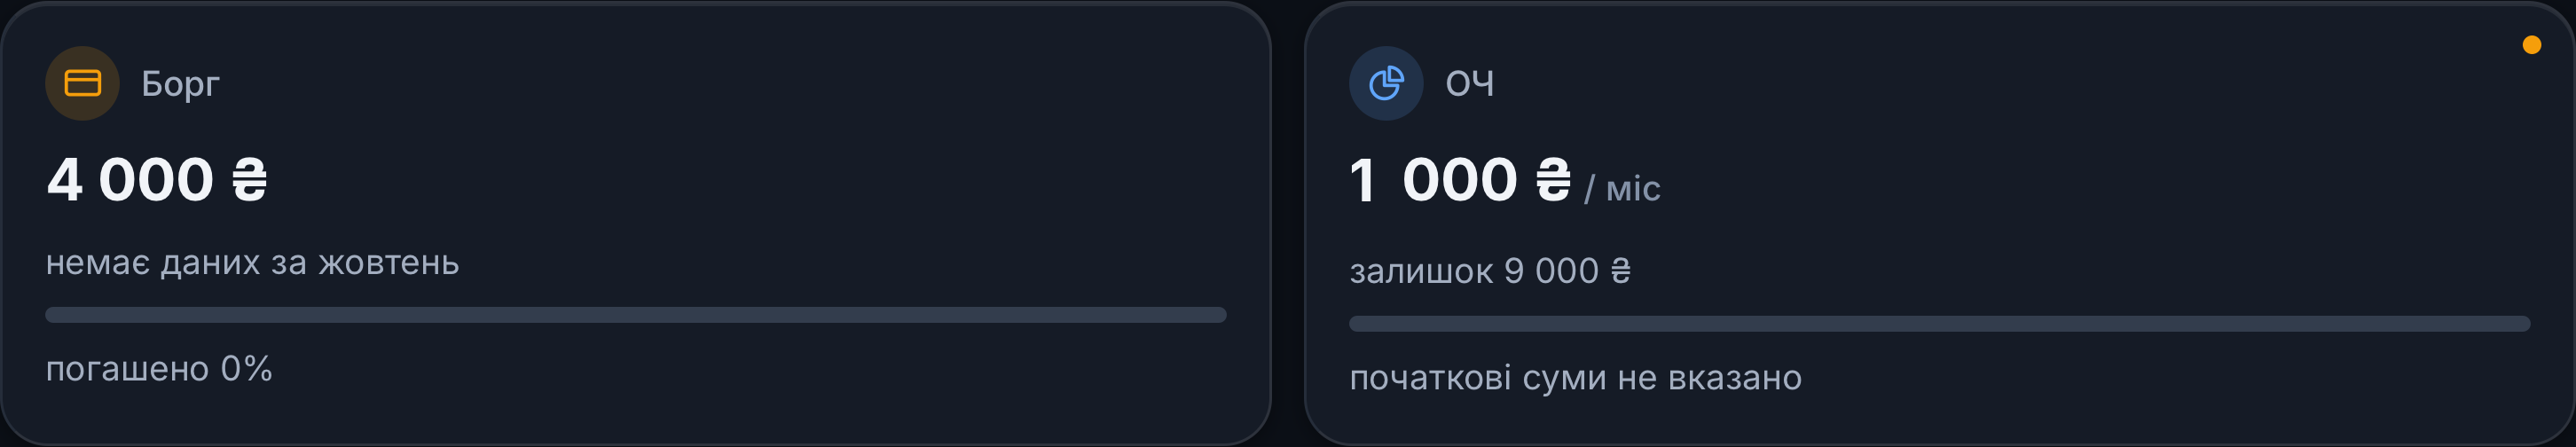 Борг
4 000 ₴
немає даних за жовтень
погашено 0%
ОЧ
1 000 ₴ / міс
залишок 9 000 ₴
початкові суми не вказано